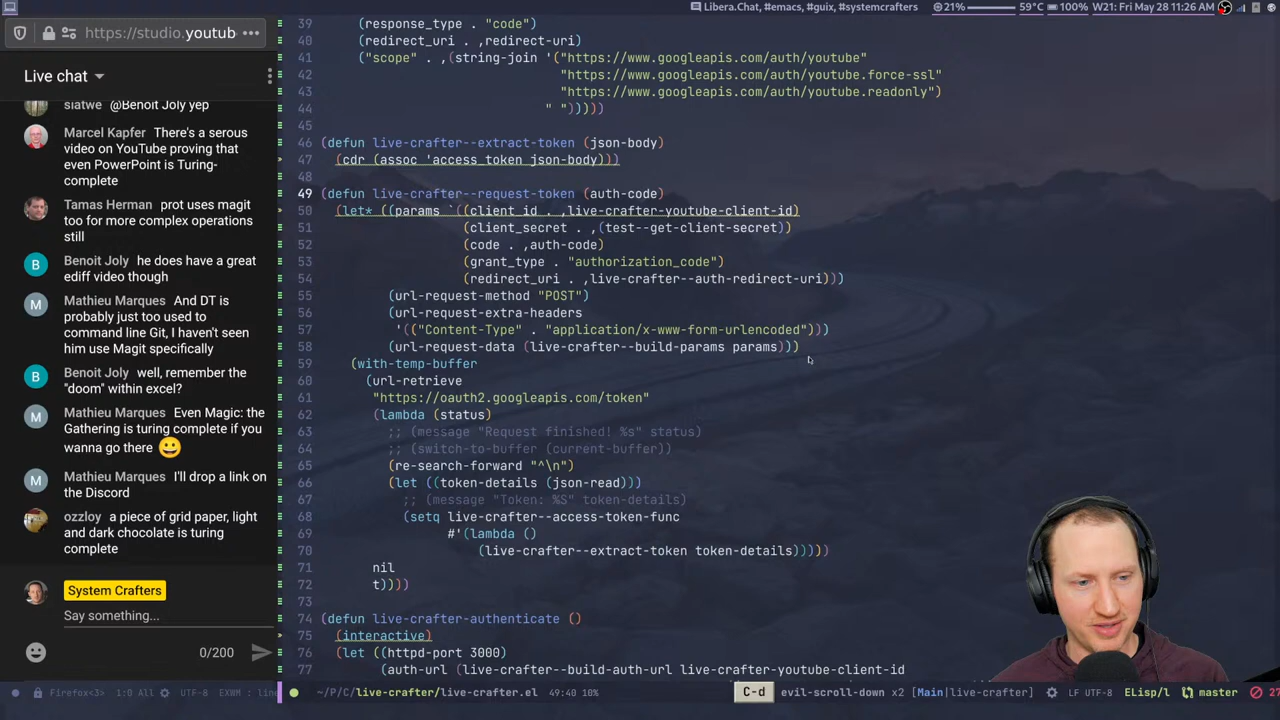 Libera.Chat, #emacs, #guix, #systemcrafters
21%
59°C
100%
W21: Fri May 28 11:26 AM
https://studio.youtub
Live chat
slatwe @Benoit Joly yep
Marcel Kapfer There's a serous
video on YouTube proving that
even PowerPoint is Turing-
complete
Tamas Herman prot uses magit
too for more complex operations
still
B
Benoit Joly he does have a great
ediff video though
M
Mathieu Marques And DT is
probably just too used to
command line Git, I haven't seen
him use Magit specifically
B
Benoit Joly well, remember the
"doom" within excel?
M
Mathieu Marques Even Magic: the
Gathering is turing complete if you
wanna go there 😀
M
Mathieu Marques I'll drop a link on
the Discord
ozzloy a piece of grid paper, light
and dark chocolate is turing
complete
System Crafters
Say something...
0/200
39 (response_type . "code")
40 (redirect_uri . ,redirect-uri)
41 ("scope" . ,(string-join '("https://www.googleapis.com/auth/youtube"
42 "https://www.googleapis.com/auth/youtube.force-ssl"
43 "https://www.googleapis.com/auth/youtube.readonly")
44 " ")))))
45
46 (defun live-crafter--extract-token (json-body)
47 (cdr (assoc 'access_token json-body)))
48
49 (defun live-crafter--request-token (auth-code)
50 (let* ((params `((client_id . ,live-crafter-youtube-client-id)
51 (client_secret . ,(test--get-client-secret))
52 (code . ,auth-code)
53 (grant_type . "authorization_code")
54 (redirect_uri . ,live-crafter--auth-redirect-uri)))
55 (url-request-method "POST")
56 (url-request-extra-headers
57 '(("Content-Type" . "application/x-www-form-urlencoded")))
58 (url-request-data (live-crafter--build-params params)))
59 (with-temp-buffer
60 (url-retrieve
61 "https://oauth2.googleapis.com/token"
62 (lambda (status)
63 ;; (message "Request finished! %s" status)
64 ;; (switch-to-buffer (current-buffer))
65 (re-search-forward "^\n")
66 (let ((token-details (json-read)))
67 ;; (message "Token: %S" token-details)
68 (setq live-crafter--access-token-func
69 #'(lambda ()
70 (live-crafter--extract-token token-details)))))
71 nil
72 t))))
73
74 (defun live-crafter-authenticate ()
75 (interactive)
76 (let ((httpd-port 3000)
77 (auth-url (live-crafter--build-auth-url live-crafter-youtube-client-id
Firefox<3> 1:0 All UTF-8 EXWM : line
~/P/C/live-crafter/live-crafter.el 49:40 10% C-d evil-scroll-down x2 [Main|live-crafter] LF UTF-8 ELisp/l master 27